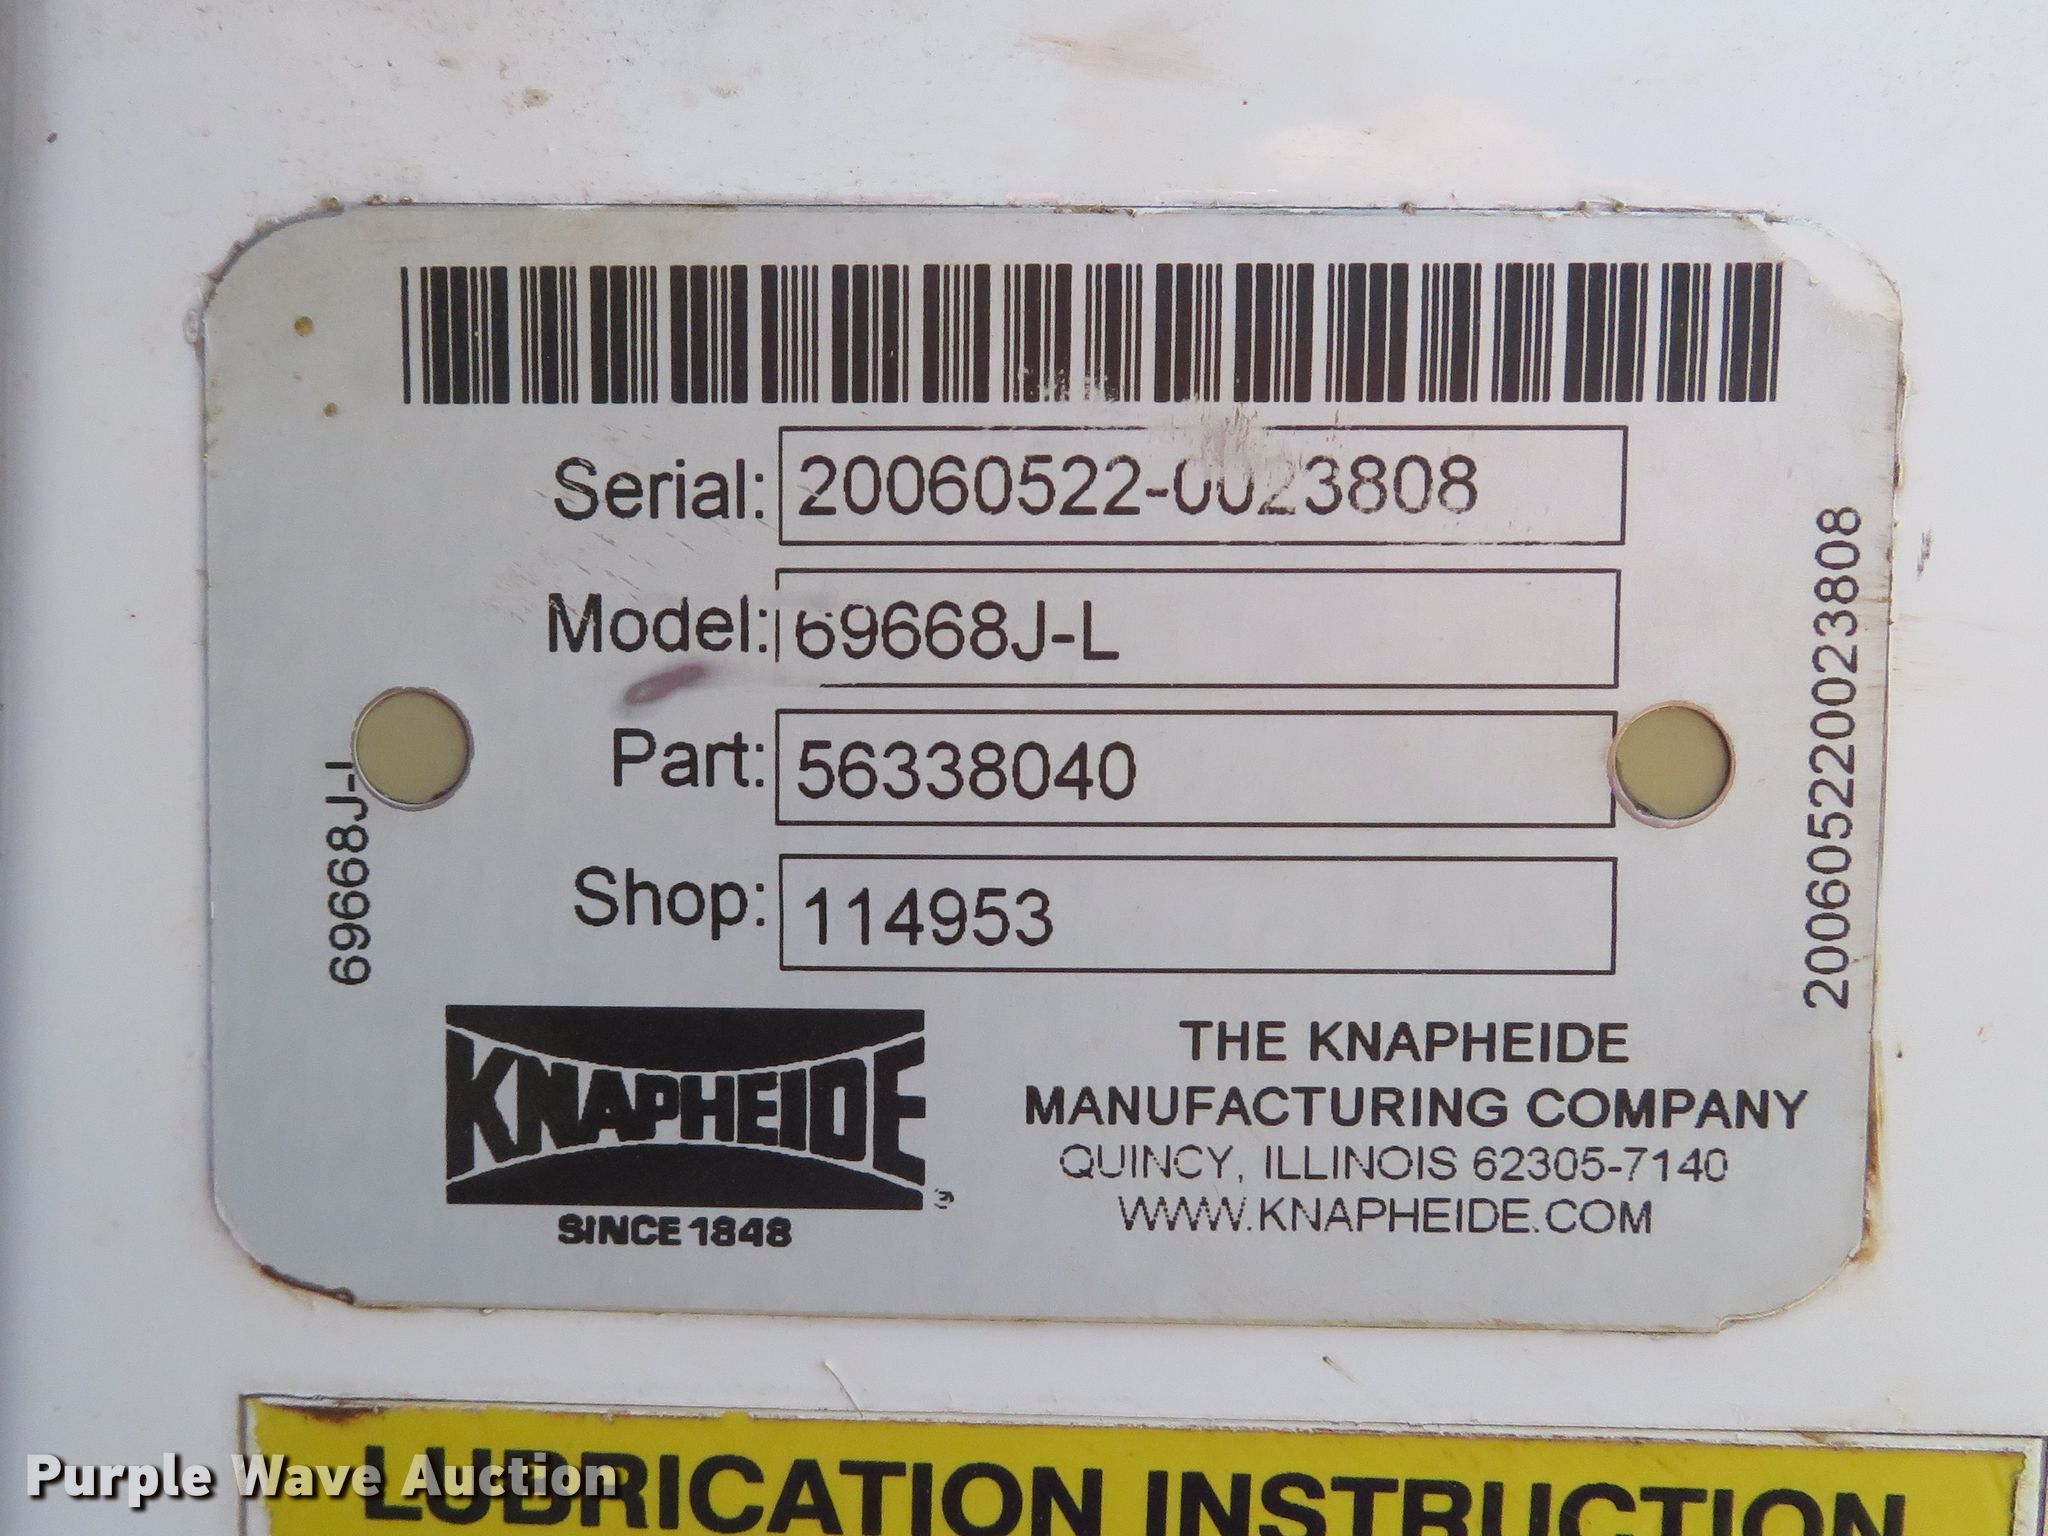 Serial: 20060522-0023808
Model: 69668J-L
Part: 56338040
Shop: 114953
69668J-L
200605220023808
KNAPHEIDE
®
SINCE 1848
THE KNAPHEIDE
MANUFACTURING COMPANY
QUINCY, ILLINOIS 62305-7140
WWW.KNAPHEIDE.COM
LUBRICATION INSTRUCTION
Purple Wave Auction